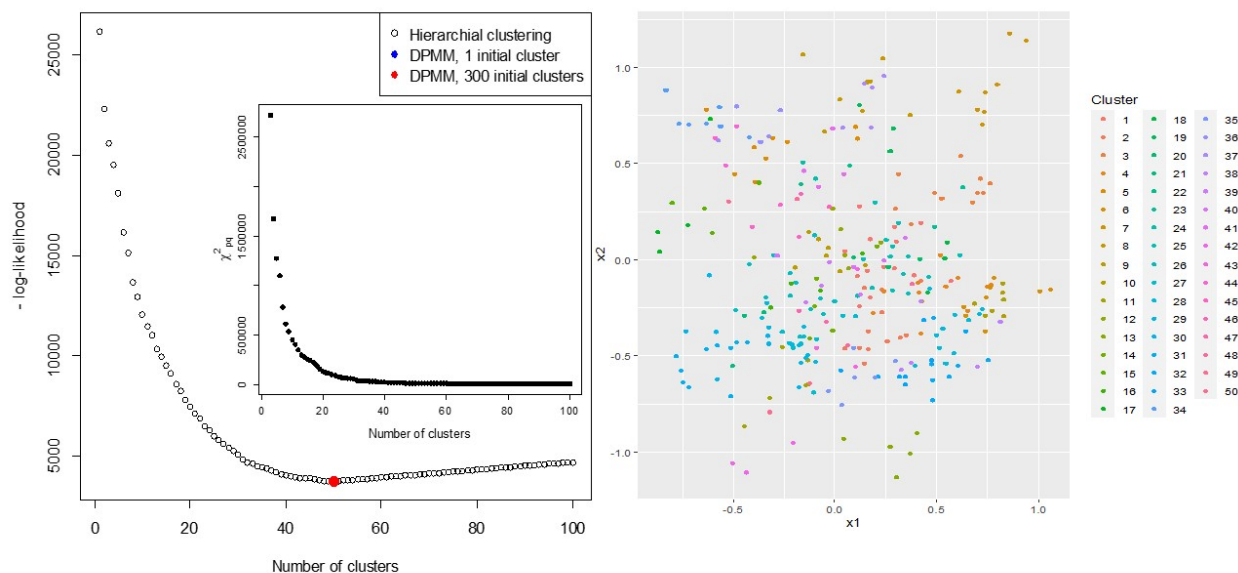 Hierchial clustering
DPMM, 1 initial cluster
DPMM, 300 initial clusters
- log-likelihood
25000
20000
15000
10000
5000
0 20 40 60 80 100
Number of clusters
χ²pq
2500000
1500000
500000
0
0 20 40 60 80 100
Number of clusters
x2
1.0
0.5
0.0
-0.5
-1.0
-0.5 0.0 0.5 1.0
x1
Cluster
1 18 35
2 19 36
3 20 37
4 21 38
5 22 39
6 23 40
7 24 41
8 25 42
9 26 43
10 27 44
11 28 45
12 29 46
13 30 47
14 31 48
15 32 49
16 33 50
17 34